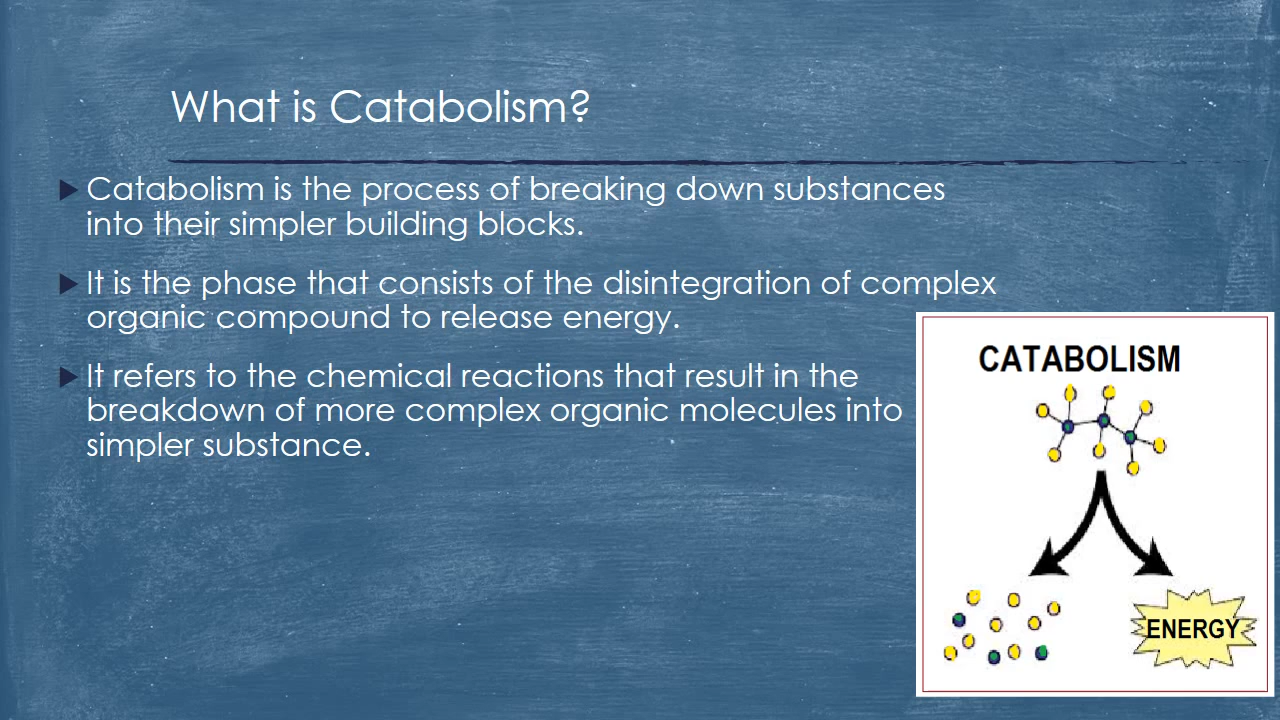 What is Catabolism?
Catabolism is the process of breaking down substances
into their simpler building blocks.
It is the phase that consists of the disintegration of complex
organic compound to release energy.
It refers to the chemical reactions that result in the
breakdown of more complex organic molecules into
simpler substance.
CATABOLISM
ENERGY